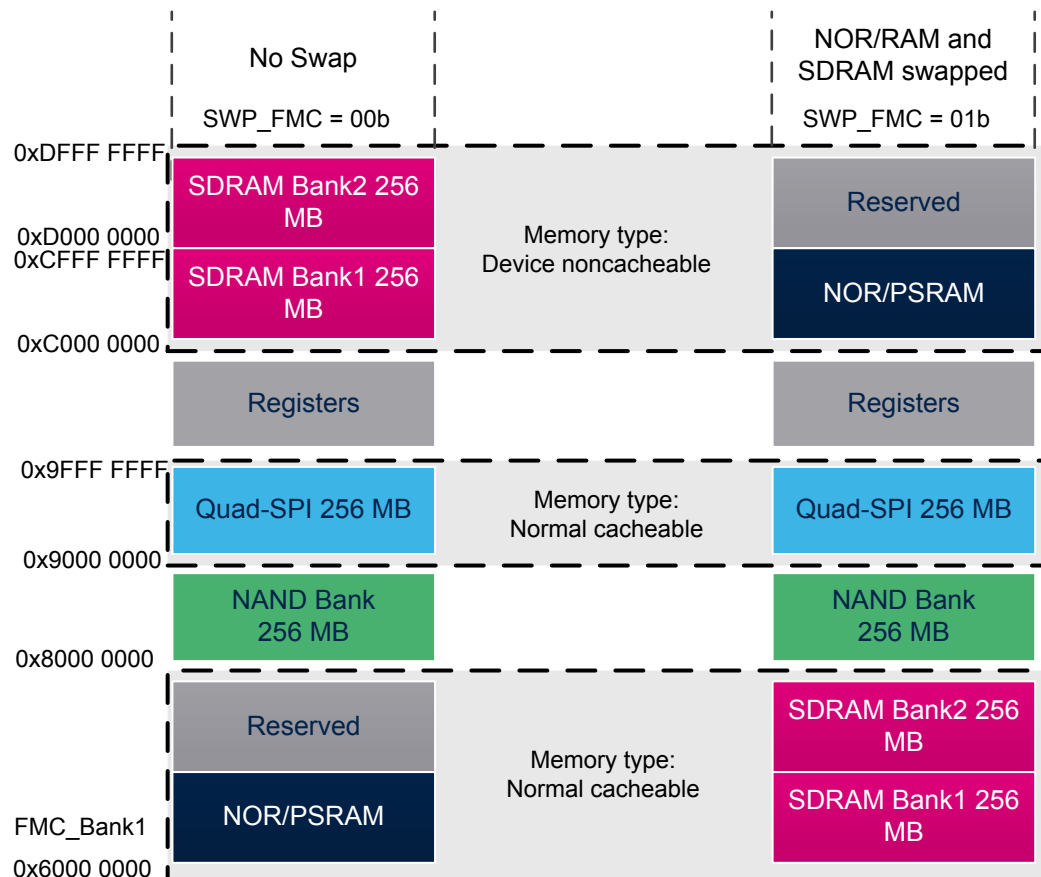 No Swap
NOR/RAM and
SDRAM swapped
SWP_FMC = 00b
SWP_FMC = 01b
0xDFFF FFFF
SDRAM Bank2 256
MB
Memory type:
Device noncacheable
Reserved
0xD000 0000
0xCFFF FFFF
SDRAM Bank1 256
MB
NOR/PSRAM
0xC000 0000
Registers
Registers
0x9FFF FFFF
Quad-SPI 256 MB
Memory type:
Normal cacheable
Quad-SPI 256 MB
0x9000 0000
NAND Bank
256 MB
NAND Bank
256 MB
0x8000 0000
Reserved
Memory type:
Normal cacheable
SDRAM Bank2 256
MB
NOR/PSRAM
SDRAM Bank1 256
MB
FMC_Bank1
0x6000 0000